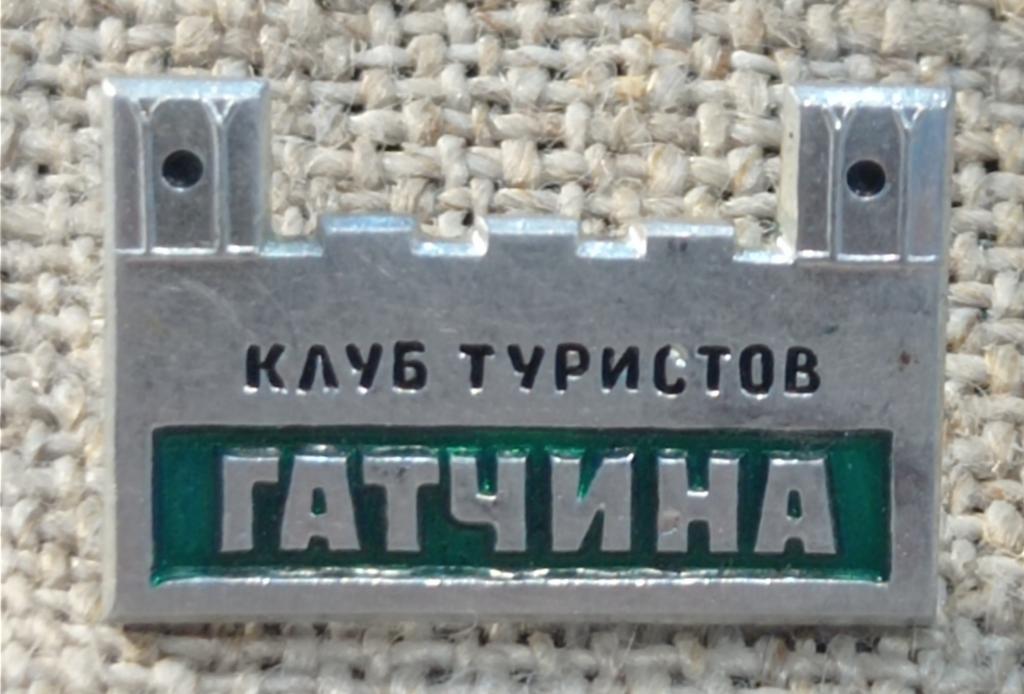 КЛУБ ТУРИСТОВ
ГАТЧИНА